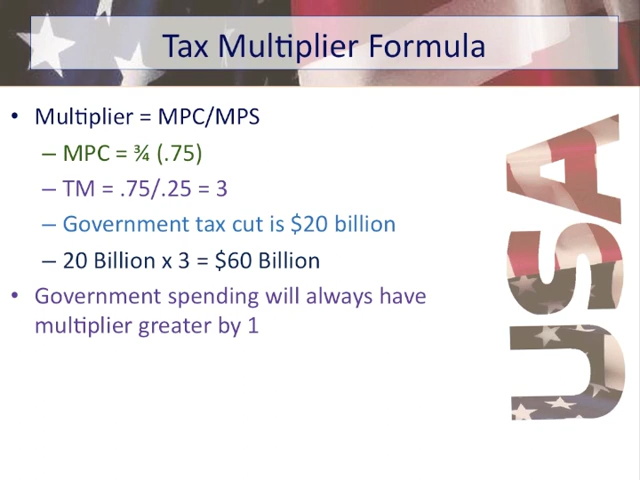 Tax Multiplier Formula
• Multiplier = MPC/MPS
– MPC = ¾ (.75)
– TM = .75/.25 = 3
– Government tax cut is $20 billion
– 20 Billion x 3 = $60 Billion
• Government spending will always have
multiplier greater by 1
USA